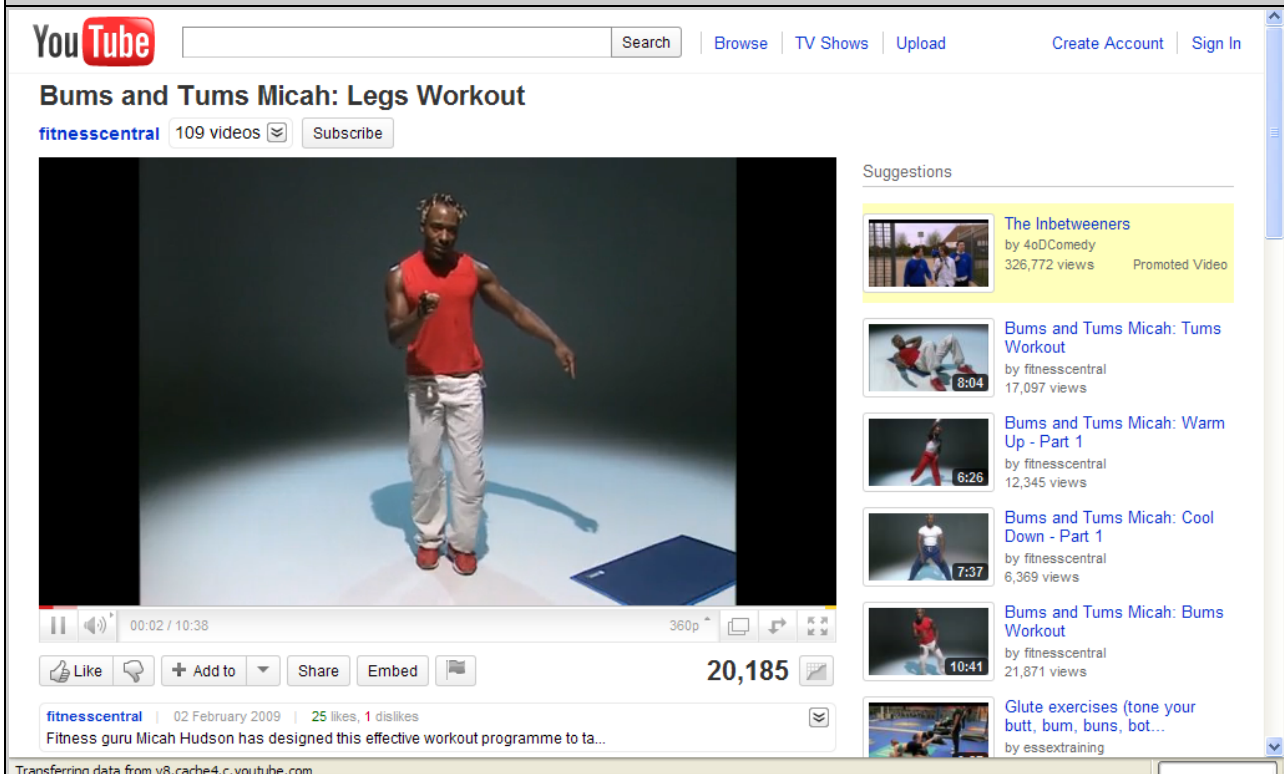 YouTube
Search
Browse
TV Shows
Upload
Create Account
Sign In
Bums and Tums Micah: Legs Workout
fitnesscentral
109 videos
Subscribe
00:02 / 10:38
360p
Like
Add to
Share
Embed
20,185
fitnesscentral
02 February 2009
25 likes, 1 dislikes
Fitness guru Micah Hudson has designed this effective workout programme to ta...
Suggestions
The Inbetweeners
by 4oDComedy
326,772 views
Promoted Video
8:04
Bums and Tums Micah: Tums
Workout
by fitnesscentral
17,097 views
6:26
Bums and Tums Micah: Warm
Up - Part 1
by fitnesscentral
12,345 views
7:37
Bums and Tums Micah: Cool
Down - Part 1
by fitnesscentral
6,369 views
10:41
Bums and Tums Micah: Bums
Workout
by fitnesscentral
21,871 views
Glute exercises (tone your
butt, bum, buns, bot...
by essextraining
Transferring data from v8.cache4.c.youtube.com